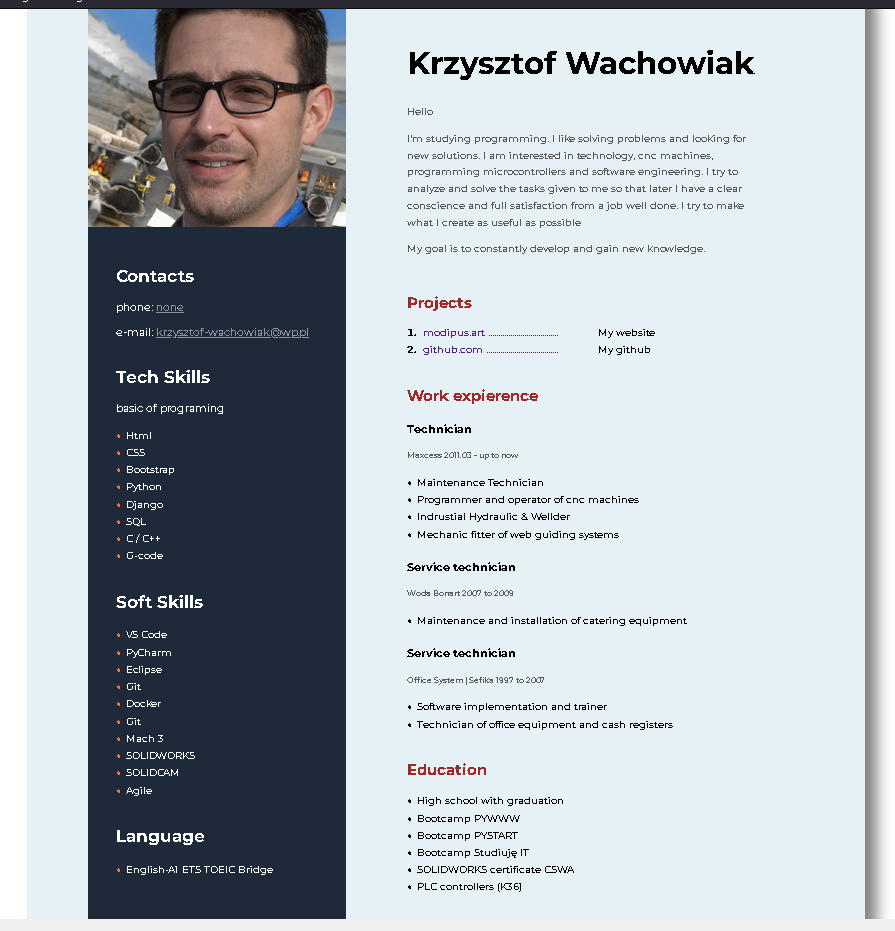 Krzysztof Wachowiak
Hello
I'm studying programming. I like solving problems and looking for
new solutions. I am interested in technology, cnc machines,
programming microcontrollers and software engineering. I try to
analyze and solve the tasks given to me so that later I have a clear
conscience and full satisfaction from a job well done. I try to make
what I create as useful as possible
My goal is to constantly develop and gain new knowledge.
Projects
1. modipus.art My website
2. github.com My github
Work expierence
Technician
Maxcess 2011.03 - up to now
• Maintenance Technician
• Programmer and operator of cnc machines
• Indrustial Hydraulic & Wellder
• Mechanic fitter of web guiding systems
Service technician
Woda Bonart 2007 to 2009
• Maintenance and installation of catering equipment
Service technician
Office System | Sefika 1997 to 2007
• Software implementation and trainer
• Technician of office equipment and cash registers
Education
• High school with graduation
• Bootcamp PYWWW
• Bootcamp PYSTART
• Bootcamp Studiuję IT
• SOLIDWORKS certificate CSWA
• PLC controllers (K36)
Contacts
phone: none
e-mail: krzysztof-wachowiak@wp.pl
Tech Skills
basic of programing
• Html
• CSS
• Bootstrap
• Python
• Django
• SQL
• C / C++
• G-code
Soft Skills
• VS Code
• PyCharm
• Eclipse
• Git
• Docker
• Git
• Mach 3
• SOLIDWORKS
• SOLIDCAM
• Agile
Language
• English-A1 ETS TOEIC Bridge